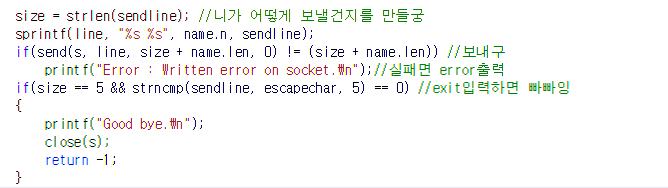 size = strlen(sendline); //니가 어떻게 보낼건지를 만들궁
sprintf(line, "%s %s", name.n, sendline);
if(send(s, line, size + name.len, 0) != (size + name.len)) //보내구
printf("Error : ₩ritten error on socket.₩n");//실패면 error출력
if(size == 5 && strncmp(sendline, escapechar, 5) == 0) //exit입력하면 빠빠잉
{
printf("Good bye.₩n");
close(s);
return -1;
}